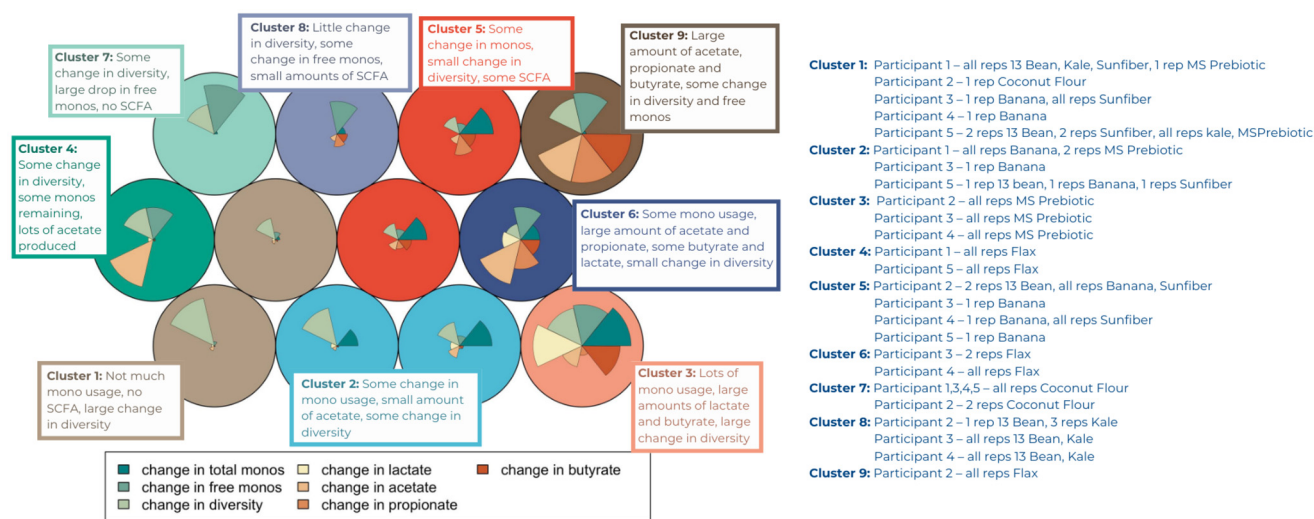 Cluster 8: Little change
in diversity, some
change in free monos,
small amounts of SCFA
Cluster 5: Some
change in monos,
small change in
diversity, some SCFA
Cluster 9: Large
amount of acetate,
propionate and
butyrate, some change
in diversity and free
monos
Cluster 7: Some
change in diversity,
large drop in free
monos, no SCFA
Cluster 4:
Some change
in diversity,
some monos
remaining,
lots of acetate
produced
Cluster 6: Some mono usage,
large amount of acetate and
propionate, some butyrate and
lactate, small change in diversity
Cluster 1: Not much
mono usage, no
SCFA, large change
in diversity
Cluster 2: Some change in
mono usage, small amount
of acetate, some change in
diversity
Cluster 3: Lots of
mono usage, large
amounts of lactate
and butyrate, large
change in diversity
change in total monos
change in free monos
change in diversity
change in lactate
change in acetate
change in propionate
change in butyrate
Cluster 1: Participant 1 – all reps 13 Bean, Kale, Sunfiber, 1 rep MS Prebiotic
Participant 2 – 1 rep Coconut Flour
Participant 3 – 1 rep Banana, all reps Sunfiber
Participant 4 – 1 rep Banana
Participant 5 – 2 reps 13 Bean, 2 reps Sunfiber, all reps kale, MSPrebiotic
Cluster 2: Participant 1 – all reps Banana, 2 reps MS Prebiotic
Participant 3 – 1 rep Banana
Participant 5 – 1 rep 13 bean, 1 reps Banana, 1 reps Sunfiber
Cluster 3: Participant 2 – all reps MS Prebiotic
Participant 3 – all reps MS Prebiotic
Participant 4 – all reps MS Prebiotic
Cluster 4: Participant 1 – all reps Flax
Participant 5 – all reps Flax
Cluster 5: Participant 2 – 2 reps 13 Bean, all reps Banana, Sunfiber
Participant 3 – 1 rep Banana
Participant 4 – 1 rep Banana, all reps Sunfiber
Participant 5 – 1 rep Banana
Cluster 6: Participant 3 – 2 reps Flax
Participant 4 – all reps Flax
Cluster 7: Participant 1,3,4,5 – all reps Coconut Flour
Participant 2 – 2 reps Coconut Flour
Cluster 8: Participant 2 – 1 rep 13 Bean, 3 reps Kale
Participant 3 – all reps 13 Bean, Kale
Participant 4 – all reps 13 Bean, Kale
Cluster 9: Participant 2 – all reps Flax